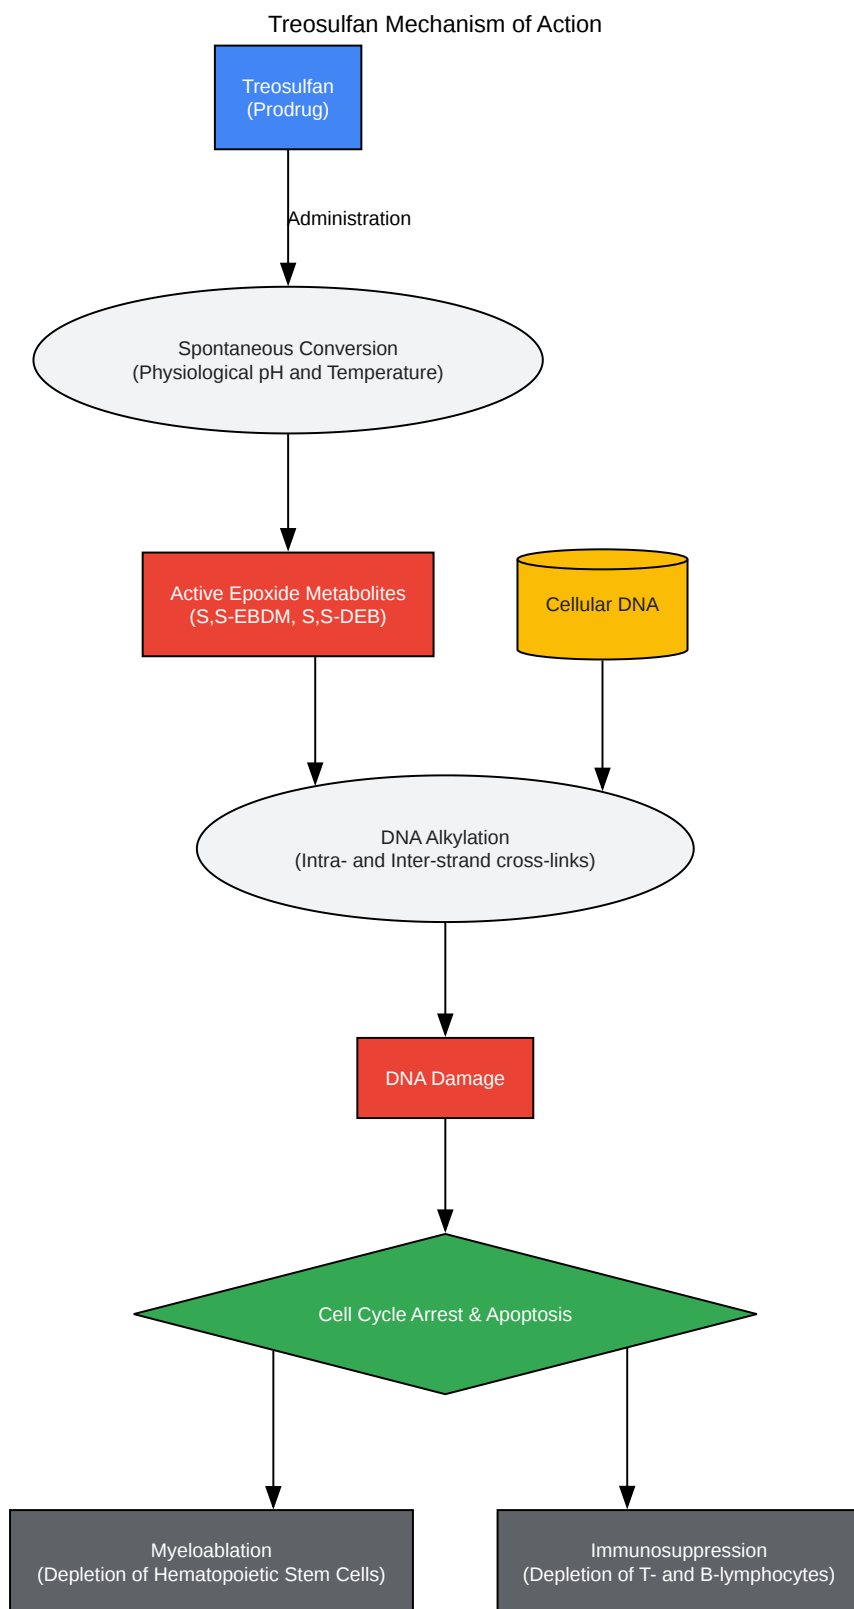 Treosulfan Mechanism of Action
Treosulfan
(Prodrug)
Administration
Spontaneous Conversion
(Physiological pH and Temperature)
Active Epoxide Metabolites
(S,S-EBDM, S,S-DEB)
Cellular DNA
DNA Alkylation
(Intra- and Inter-strand cross-links)
DNA Damage
Cell Cycle Arrest & Apoptosis
Myeloablation
(Depletion of Hematopoietic Stem Cells)
Immunosuppression
(Depletion of T- and B-lymphocytes)